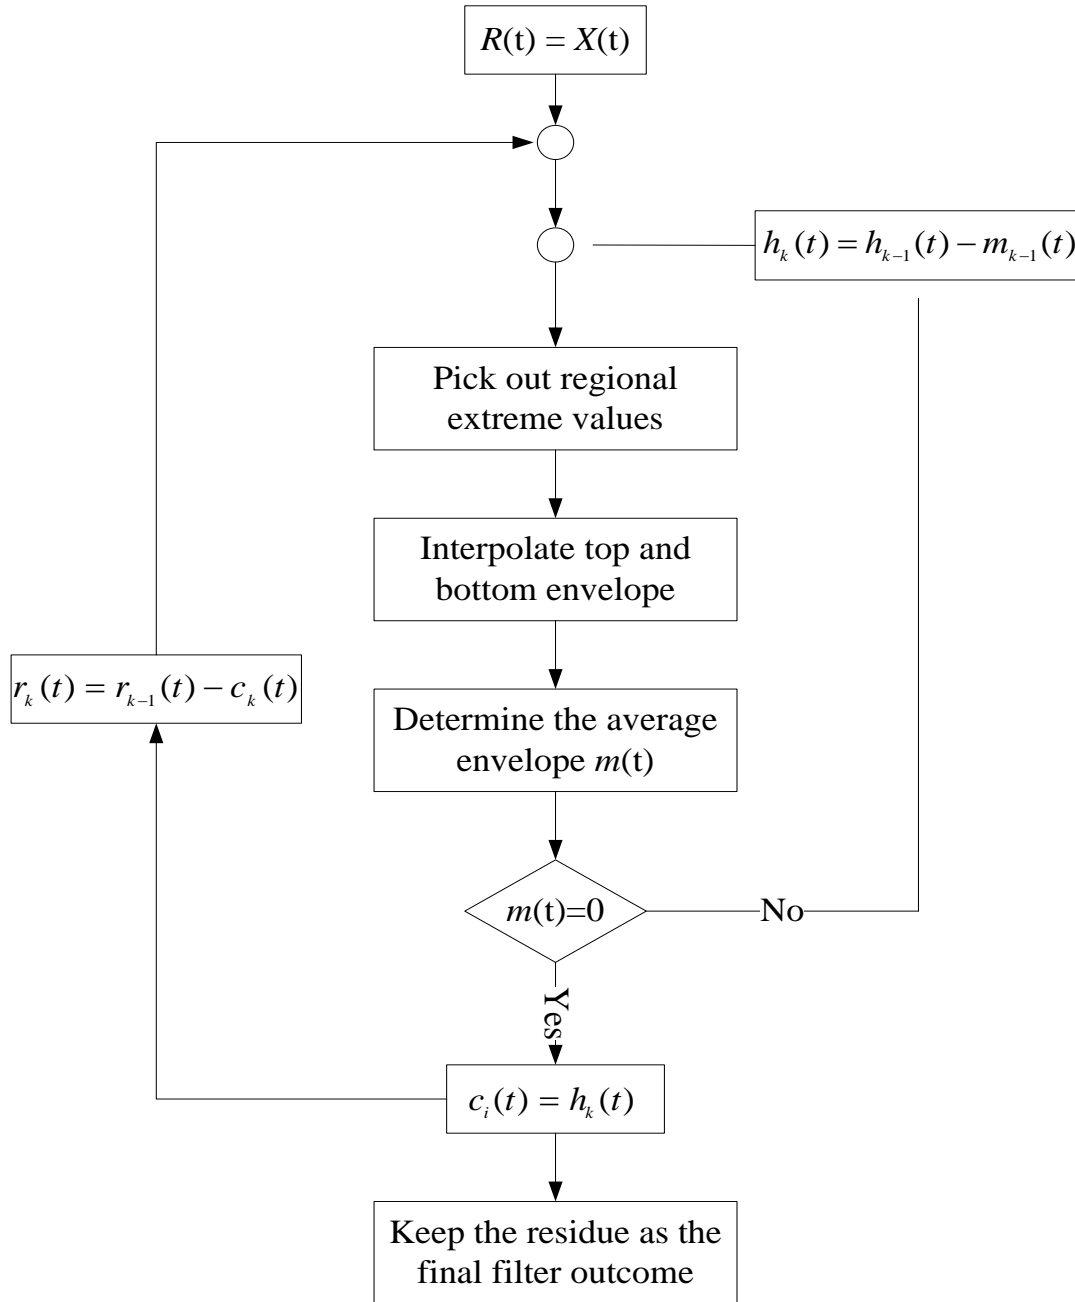 R(t) = X(t)
h_k(t) = h_{k-1}(t) - m_{k-1}(t)
Pick out regional
extreme values
Interpolate top and
bottom envelope
r_k(t) = r_{k-1}(t) - c_k(t)
Determine the average
envelope m(t)
m(t)=0
No
Yes
c_i(t) = h_k(t)
Keep the residue as the
final filter outcome